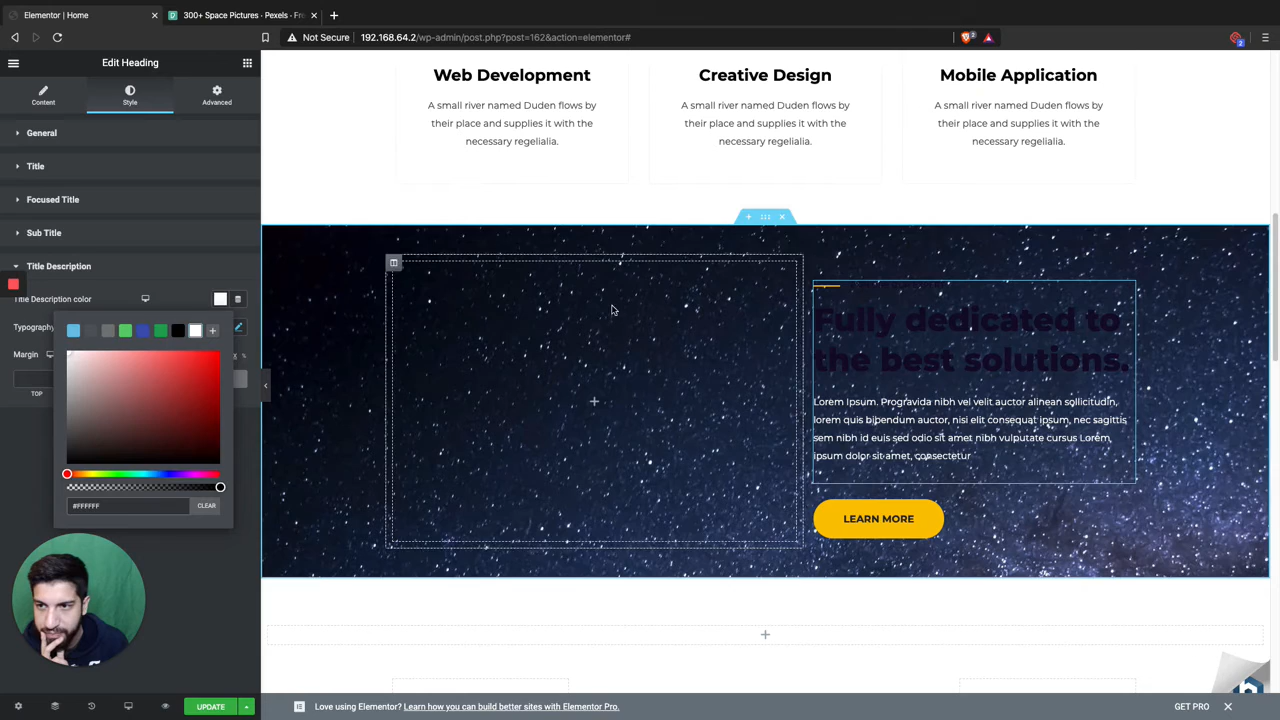 Elementor | Home
300+ Space Pictures · Pexels · Fre
Not Secure
192.168.64.2/wp-admin/post.php?post=162&action=elementor#
2
2
Edit Heading
Content
Style
Advanced
General
Title
Focused Title
Sub Title
Title Description
Title Description color
Typography
Margin
%
TOP
#FFFFFF
CLEAR
UPDATE
Web Development
Creative Design
Mobile Application
A small river named Duden flows by
their place and supplies it with the
necessary regelialia.
A small river named Duden flows by
their place and supplies it with the
necessary regelialia.
A small river named Duden flows by
their place and supplies it with the
necessary regelialia.
Fully dedicated to
the best solutions.
Lorem Ipsum. Progravida nibh vel velit auctor alinean sollicitudin,
lorem quis bipendum auctor, nisi elit consequat ipsum, nec sagittis
sem nibh id euis sed odio sit amet nibh vulputate cursus Lorem
ipsum dolor sit amet, consectetur
LEARN MORE
Love using Elementor? Learn how you can build better sites with Elementor Pro.
GET PRO